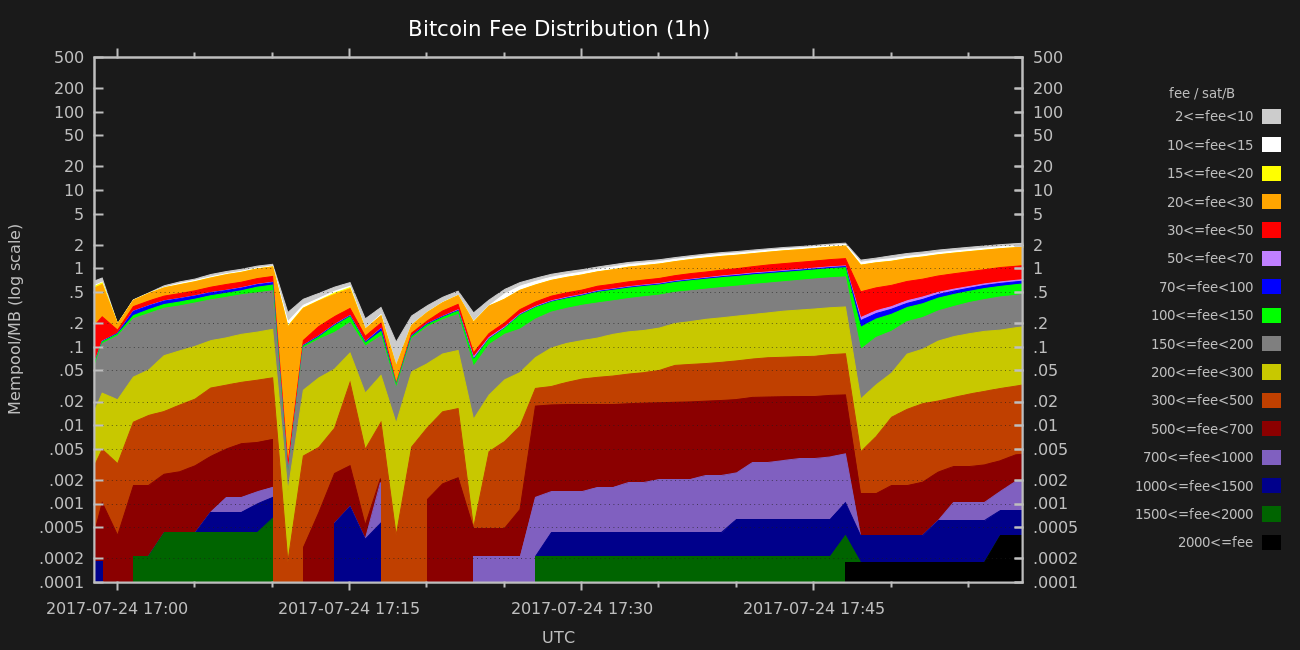 Bitcoin Fee Distribution (1h)
Mempool/MB (log scale)
500
200
100
50
20
10
5
2
1
.5
.2
.1
.05
.02
.01
.005
.002
.001
.0005
.0002
.0001
500
200
100
50
20
10
5
2
1
.5
.2
.1
.05
.02
.01
.005
.002
.001
.0005
.0002
.0001
2017-07-24 17:00
2017-07-24 17:15
2017-07-24 17:30
2017-07-24 17:45
UTC
fee / sat/B
2<=fee<10
10<=fee<15
15<=fee<20
20<=fee<30
30<=fee<50
50<=fee<70
70<=fee<100
100<=fee<150
150<=fee<200
200<=fee<300
300<=fee<500
500<=fee<700
700<=fee<1000
1000<=fee<1500
1500<=fee<2000
2000<=fee